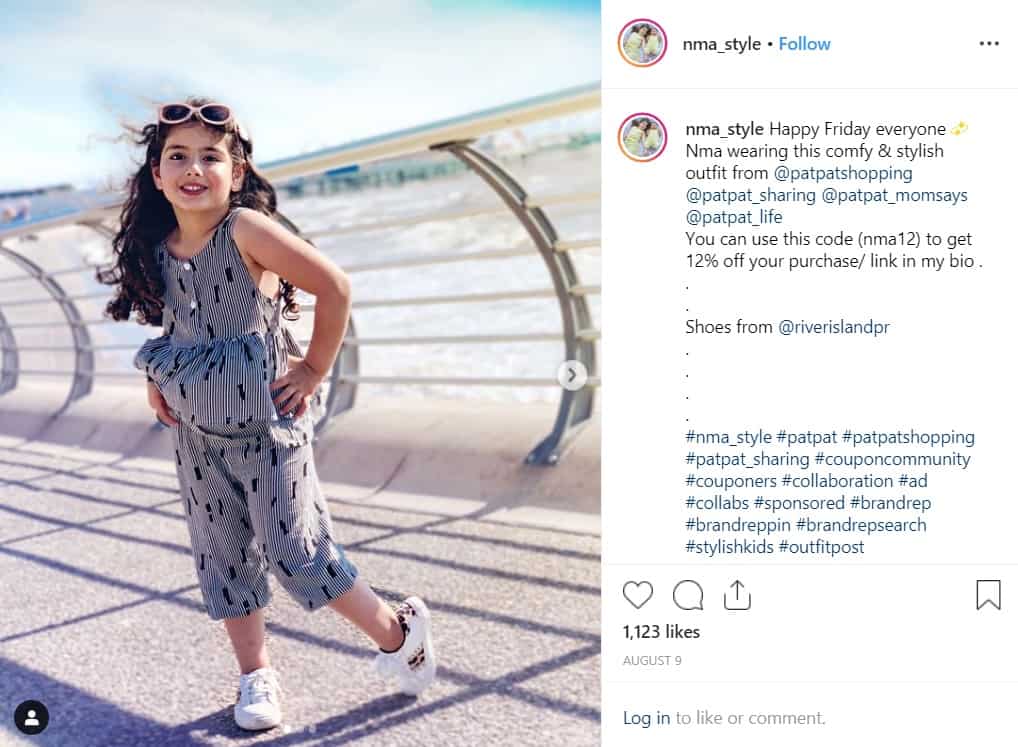 nma_style • Follow
nma_style Happy Friday everyone ✨
Nma wearing this comfy & stylish
outfit from @patpatshopping
@patpat_sharing @patpat_momsays
@patpat_life
You can use this code (nma12) to get
12% off your purchase/ link in my bio .
.
.
Shoes from @riverislandpr
.
.
.
.
#nma_style #patpat #patpatshopping
#patpat_sharing #couponcommunity
#couponers #collaboration #ad
#collabs #sponsored #brandrep
#brandreppin #brandrepsearch
#stylishkids #outfitpost
1,123 likes
AUGUST 9
Log in to like or comment.